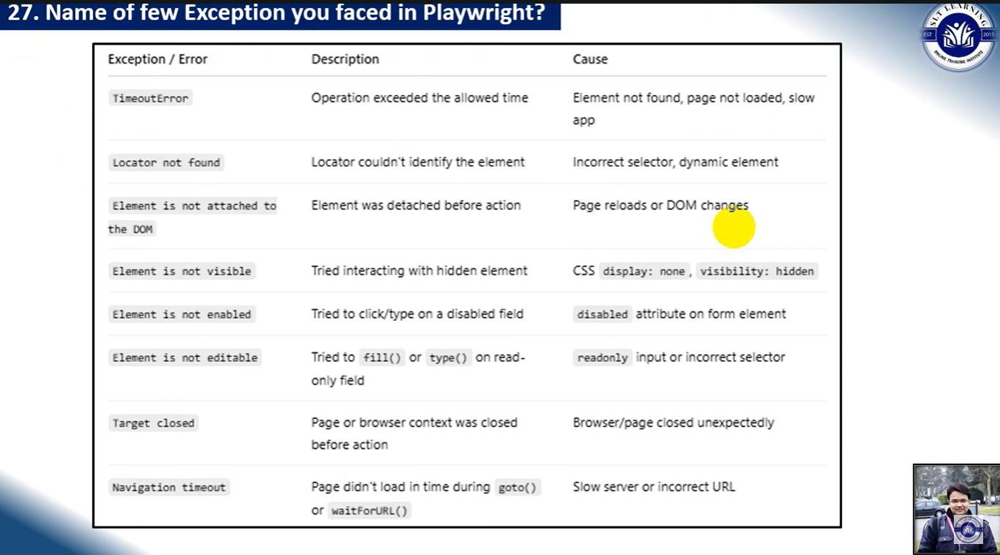 27. Name of few Exception you faced in Playwright?
SLT LEARNING
EST 2015
ONLINE TRAINING INSTITUTE
Exception / Error Description Cause
TimeoutError Operation exceeded the allowed time Element not found, page not loaded, slow
app
Locator not found Locator couldn't identify the element Incorrect selector, dynamic element
Element is not attached to Element was detached before action Page reloads or DOM changes
the DOM
Element is not visible Tried interacting with hidden element CSS display: none, visibility: hidden
Element is not enabled Tried to click/type on a disabled field disabled attribute on form element
Element is not editable Tried to fill() or type() on read- readonly input or incorrect selector
only field
Target closed Page or browser context was closed Browser/page closed unexpectedly
before action
Navigation timeout Page didn't load in time during goto() Slow server or incorrect URL
or waitForURL()